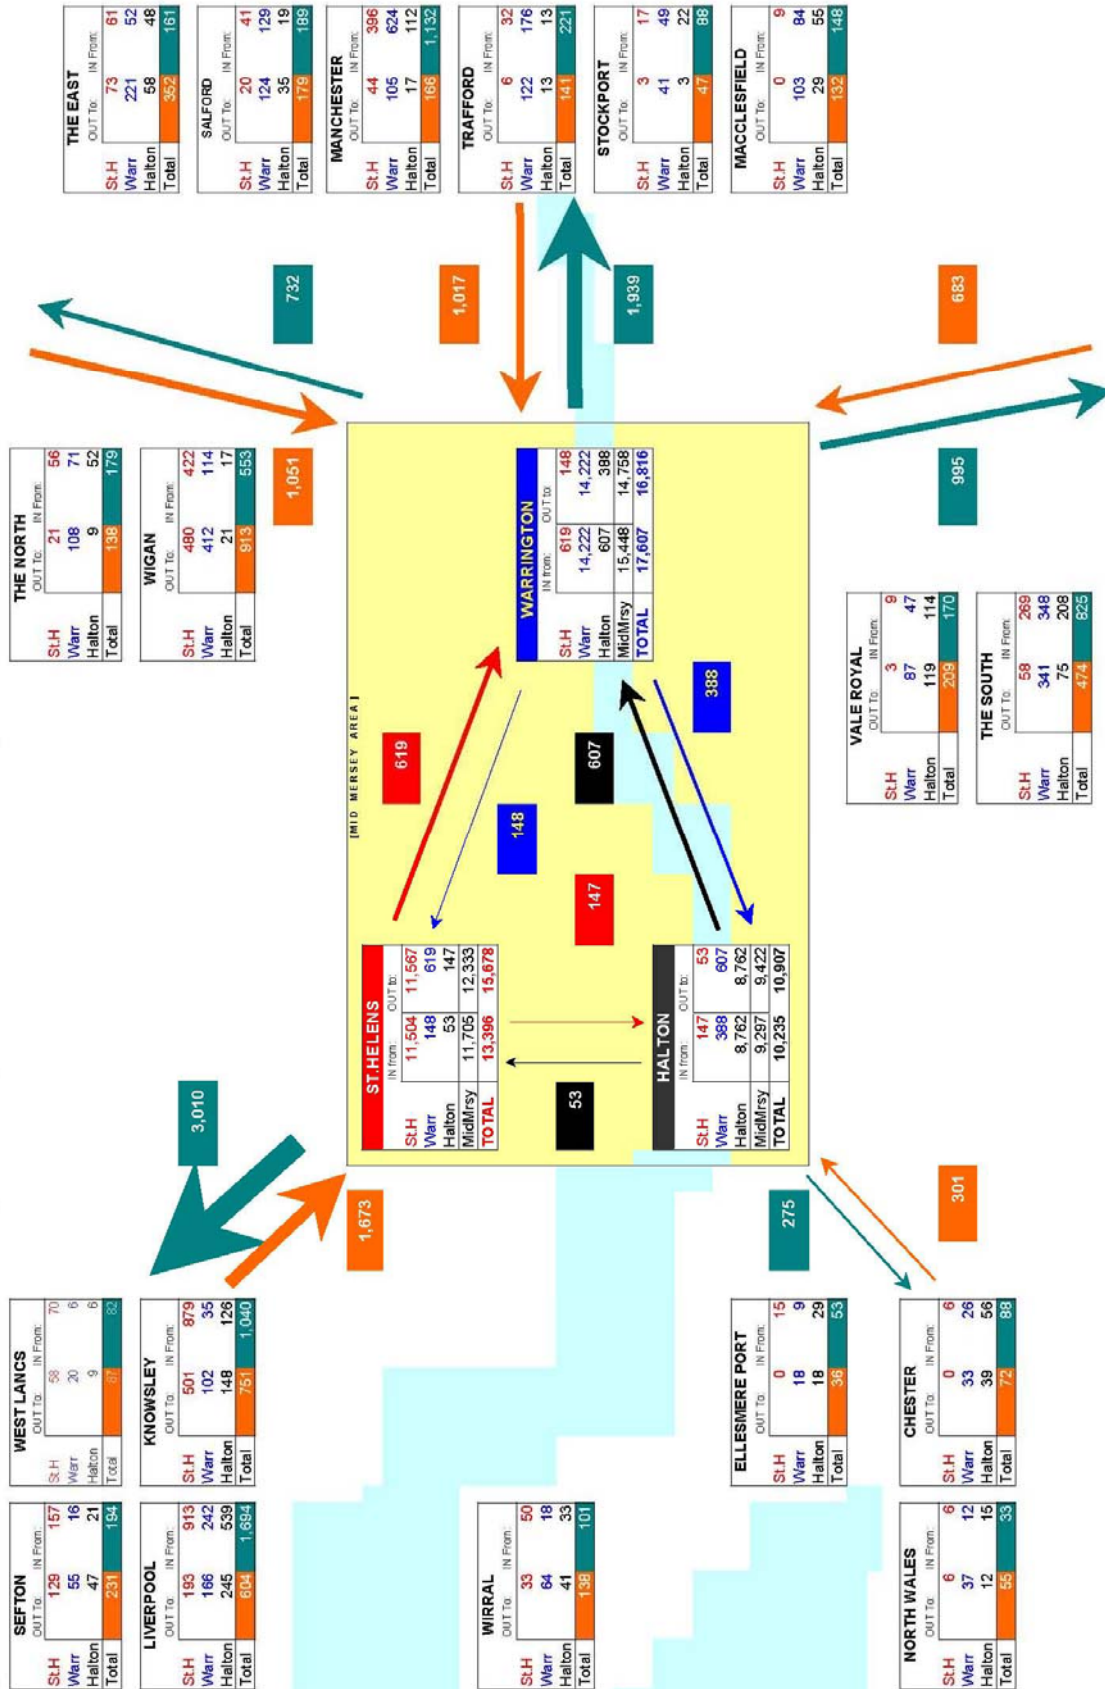 SEFTON
OUT To: IN From:
St.H 129 157
Warr 55 16
Halton 47 21
Total 231 194
WEST LANCS
OUT To: IN From:
St.H 58 70
Warr 20 6
Halton 9 6
Total 87 82
THE NORTH
OUT To: IN From:
St.H 21 56
Warr 108 71
Halton 9 52
Total 138 179
THE EAST
OUT To: IN From:
St.H 73 61
Warr 221 52
Halton 58 48
Total 352 161
LIVERPOOL
OUT To: IN From:
St.H 193 913
Warr 166 242
Halton 245 539
Total 604 1,694
KNOWSLEY
OUT To: IN From:
St.H 501 879
Warr 102 35
Halton 148 126
Total 751 1,040
WIGAN
OUT To: IN From:
St.H 480 422
Warr 412 114
Halton 21 17
Total 913 553
SALFORD
OUT To: IN From:
St.H 20 41
Warr 124 129
Halton 35 19
Total 179 189
3,010
1,051
732
MANCHESTER
OUT To: IN From:
St.H 44 396
Warr 105 624
Halton 17 112
Total 166 1,132
1,673
[MID MERSEY AREA]
ST.HELENS
IN from: OUT to:
St.H 11,504 11,567
Warr 148 619
Halton 53 147
MidMrsy 11,705 12,333
TOTAL 13,396 15,678
619
148
1,017
TRAFFORD
OUT To: IN From:
St.H 6 32
Warr 122 176
Halton 13 13
Total 141 221
WIRRAL
OUT To: IN From:
St.H 33 50
Warr 64 18
Halton 41 33
Total 138 101
53
147
607
WARRINGTON
IN from: OUT to:
St.H 619 148
Warr 14,222 14,222
Halton 607 388
MidMrsy 15,448 14,758
TOTAL 17,607 16,816
1,939
STOCKPORT
OUT To: IN From:
St.H 3 17
Warr 41 49
Halton 3 22
Total 47 88
HALTON
IN from: OUT to:
St.H 147 53
Warr 388 607
Halton 8,762 8,762
MidMrsy 9,297 9,422
TOTAL 10,235 10,907
388
MACCLESFIELD
OUT To: IN From:
St.H 0 9
Warr 103 84
Halton 29 55
Total 132 148
ELLESMERE PORT
OUT To: IN From:
St.H 0 15
Warr 18 9
Halton 18 29
Total 36 53
275
VALE ROYAL
OUT To: IN From:
St.H 3 9
Warr 87 47
Halton 119 114
Total 209 170
NORTH WALES
OUT To: IN From:
St.H 6 6
Warr 37 12
Halton 12 15
Total 55 33
CHESTER
OUT To: IN From:
St.H 0 6
Warr 33 26
Halton 39 56
Total 72 88
301
995
683
THE SOUTH
OUT To: IN From:
St.H 58 269
Warr 341 348
Halton 75 208
Total 474 825